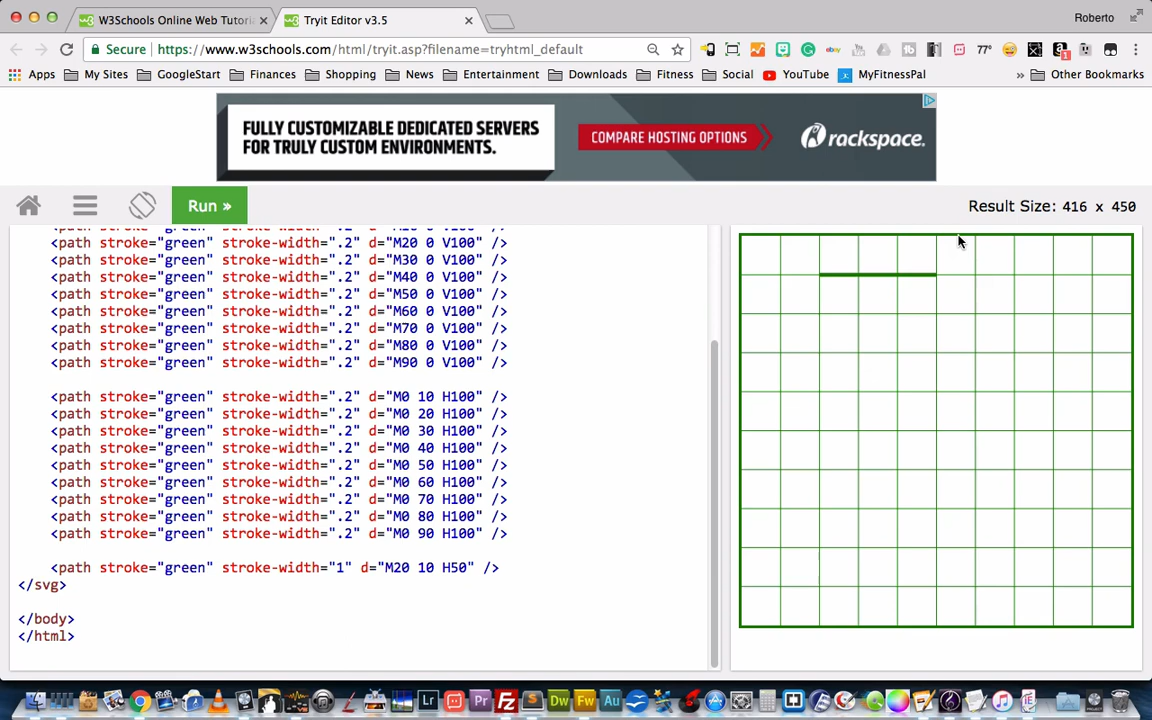 W3Schools Online Web Tutoria
Tryit Editor v3.5
Roberto
Secure https://www.w3schools.com/html/tryit.asp?filename=tryhtml_default
77°
Apps My Sites GoogleStart Finances Shopping News Entertainment Downloads Fitness Social YouTube MyFitnessPal » Other Bookmarks
FULLY CUSTOMIZABLE DEDICATED SERVERS
FOR TRULY CUSTOM ENVIRONMENTS.
COMPARE HOSTING OPTIONS
rackspace.
Run »
Result Size: 416 x 450
<path stroke="green" stroke-width=".2" d="M20 0 V100" />
<path stroke="green" stroke-width=".2" d="M30 0 V100" />
<path stroke="green" stroke-width=".2" d="M40 0 V100" />
<path stroke="green" stroke-width=".2" d="M50 0 V100" />
<path stroke="green" stroke-width=".2" d="M60 0 V100" />
<path stroke="green" stroke-width=".2" d="M70 0 V100" />
<path stroke="green" stroke-width=".2" d="M80 0 V100" />
<path stroke="green" stroke-width=".2" d="M90 0 V100" />
<path stroke="green" stroke-width=".2" d="M0 10 H100" />
<path stroke="green" stroke-width=".2" d="M0 20 H100" />
<path stroke="green" stroke-width=".2" d="M0 30 H100" />
<path stroke="green" stroke-width=".2" d="M0 40 H100" />
<path stroke="green" stroke-width=".2" d="M0 50 H100" />
<path stroke="green" stroke-width=".2" d="M0 60 H100" />
<path stroke="green" stroke-width=".2" d="M0 70 H100" />
<path stroke="green" stroke-width=".2" d="M0 80 H100" />
<path stroke="green" stroke-width=".2" d="M0 90 H100" />
<path stroke="green" stroke-width="1" d="M20 10 H50" />
</svg>
</body>
</html>